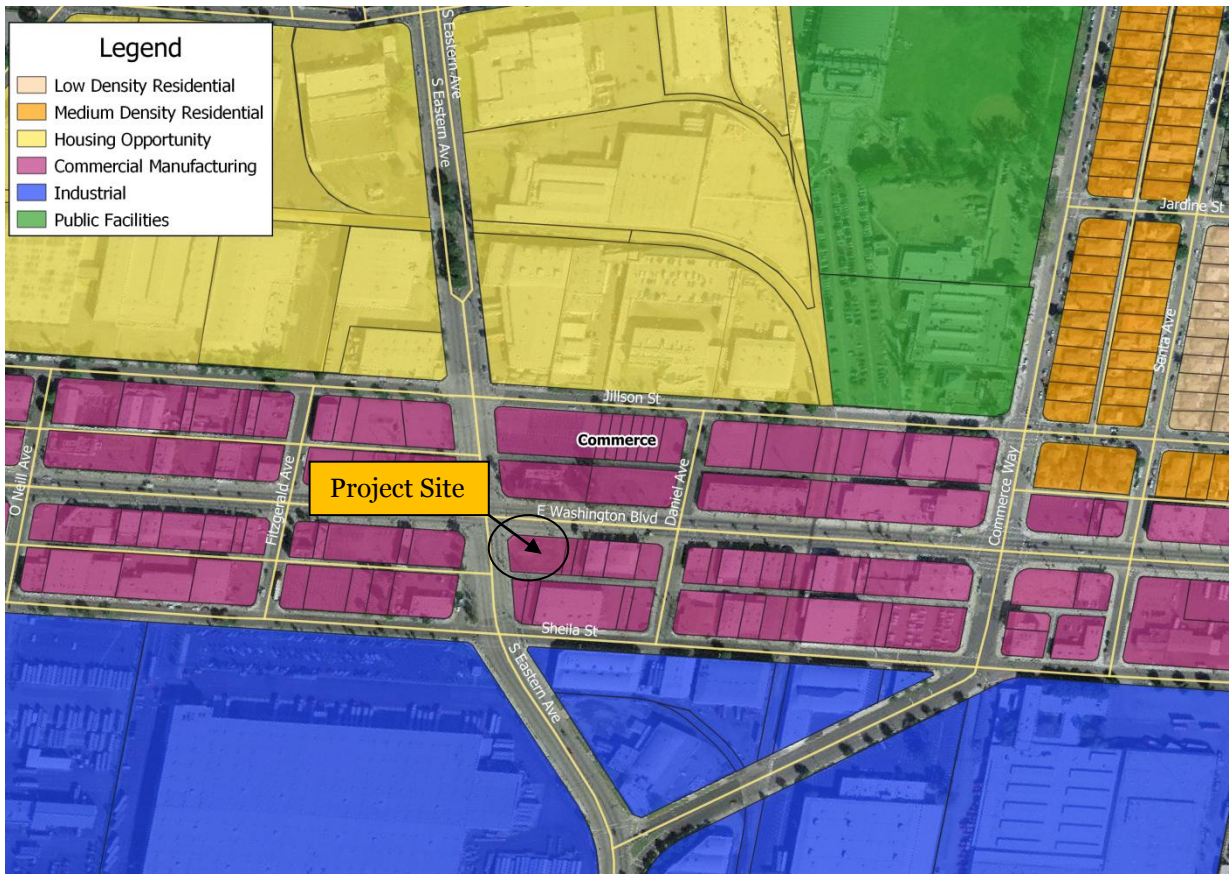 Legend
Low Density Residential
Medium Density Residential
Housing Opportunity
Commercial Manufacturing
Industrial
Public Facilities
S Eastern Ave
S Eastern Ave
Jardine St
Santa Ave
Jillson St
Commerce
O Neill Ave
Fitzgerald Ave
Project Site
E Washington Blvd
Daniel Ave
Commerce Way
Sheila St
S Eastern Ave